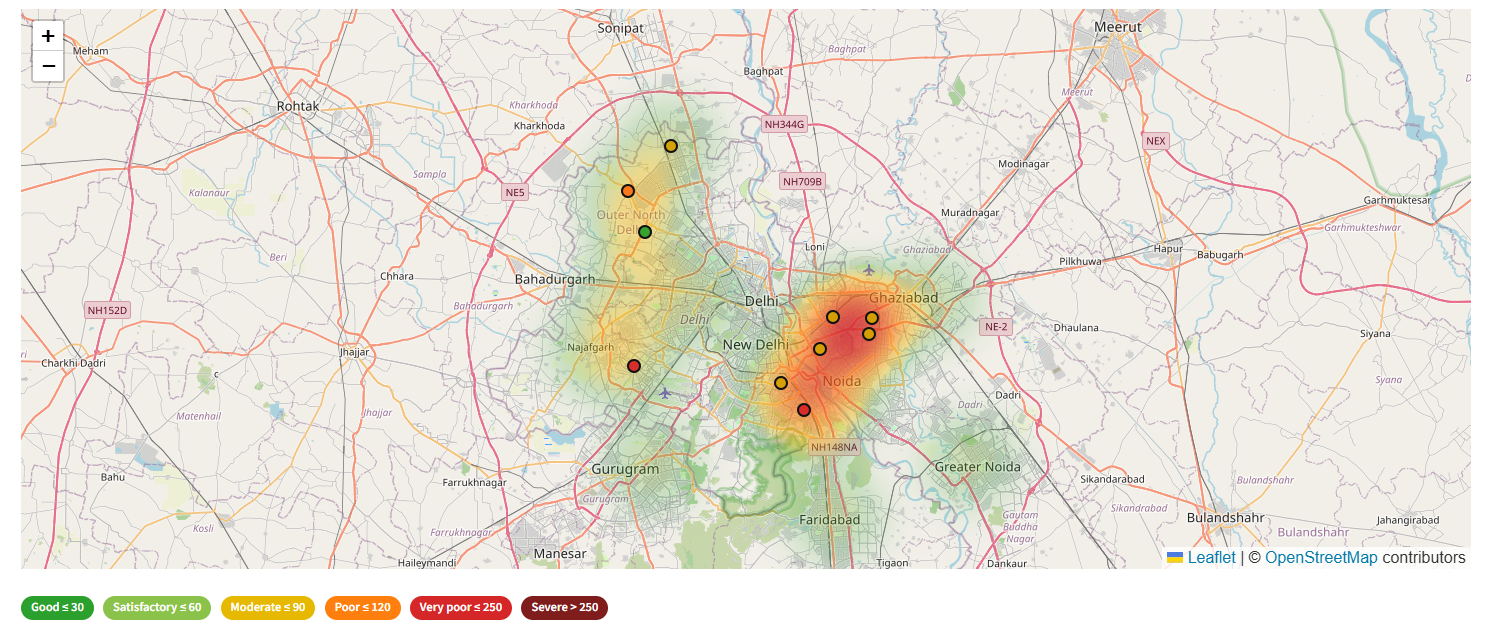 +
−
Sonipat
Meerut
Meham
Baghpat
Baghpat
Rohtak
Kharkhoda
Meerut
Kharkhoda
NH344G
NEX
Modinagar
Sampla
Kalanaur
NE5
NH709B
Garhmuktesar
Muradnagar
Outer North
Garhmukteshwar
Loni
Ghaziabad
Hapur
Babugarh
Beri
Pilkhuwa
Chhara
Bahadurgarh
Delhi
Ghaziabad
NH152D
Bahadurgarh
Delhi
NE-2
Dhaulana
Siyana
New Delhi
Najafgarh
Jhajjar
Charkhi Dadri
c
Noida
Syana
Dadri
Dadri
Matenhail
Jhajjar
NH148NA
Gurugram
Greater Noida
Bahu
Farrukhnagar
Sikandarabad
Bulandshahr
Gurugram
Sikandrabad
Kosli
Faridabad
Gautam
Buddha
Nagar
Bulandshahr
Jahangirabad
Farrukhnagar
Bulandshahr
Manesar
Haileymandi
Tigaon
Dankaur
Leaflet | © OpenStreetMap contributors
Good ≤ 30 Satisfactory ≤ 60 Moderate ≤ 90 Poor ≤ 120 Very poor ≤ 250 Severe > 250